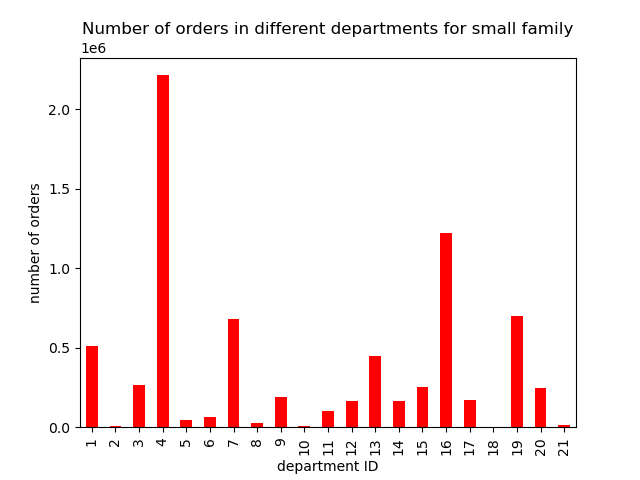 Number of orders in different departments for small family
1e6
2.0
1.5
1.0
0.5
0.0
number of orders
1 2 3 4 5 6 7 8 9 10 11 12 13 14 15 16 17 18 19 20 21
department ID